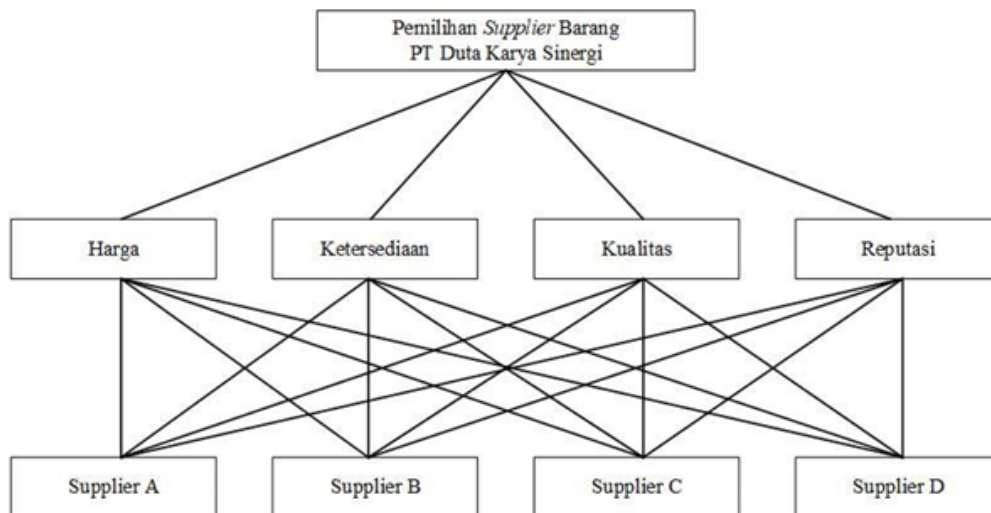 Pemilihan Supplier Barang
PT Duta Karya Sinergi
Harga
Ketersediaan
Kualitas
Reputasi
Supplier A
Supplier B
Supplier C
Supplier D